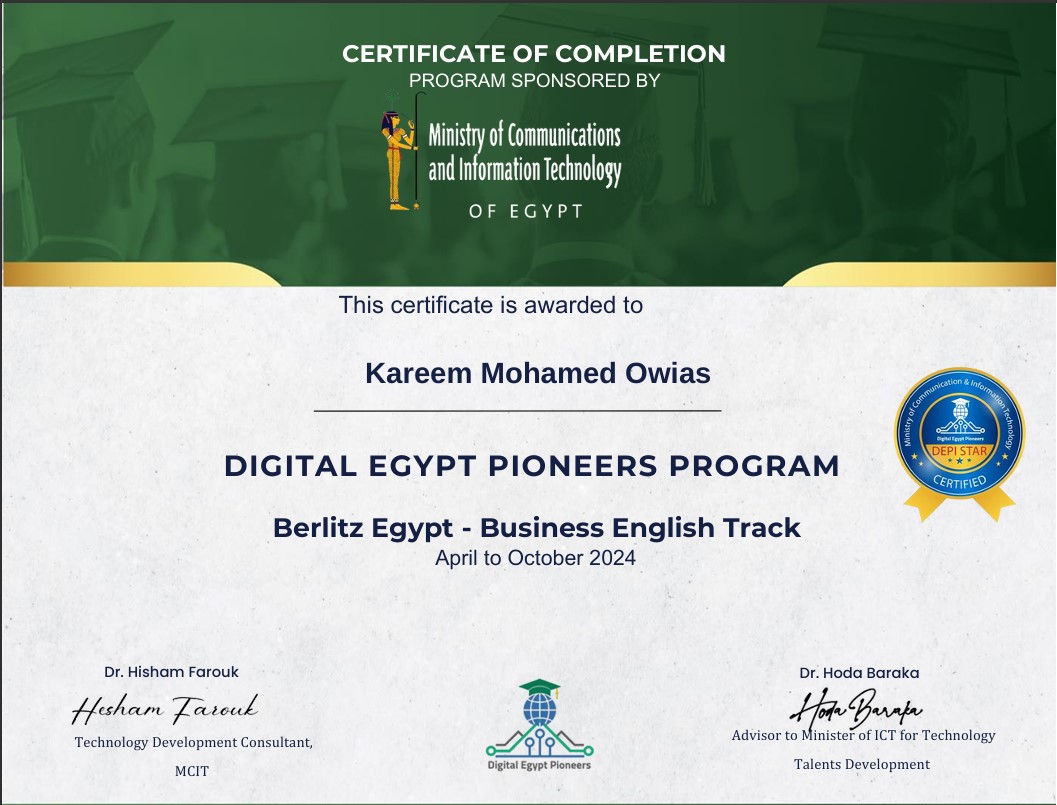 CERTIFICATE OF COMPLETION
PROGRAM SPONSORED BY
Ministry of Communications
and Information Technology
OF EGYPT
This certificate is awarded to
Kareem Mohamed Owias
Ministry of Communication & Information Technology
Digital Egypt Pioneers
DEPI STAR
CERTIFIED
DIGITAL EGYPT PIONEERS PROGRAM
Berlitz Egypt - Business English Track
April to October 2024
Dr. Hisham Farouk
Hesham Farouk
Technology Development Consultant,
MCIT
Digital Egypt Pioneers
Dr. Hoda Baraka
Hoda Baraka
Advisor to Minister of ICT for Technology
Talents Development